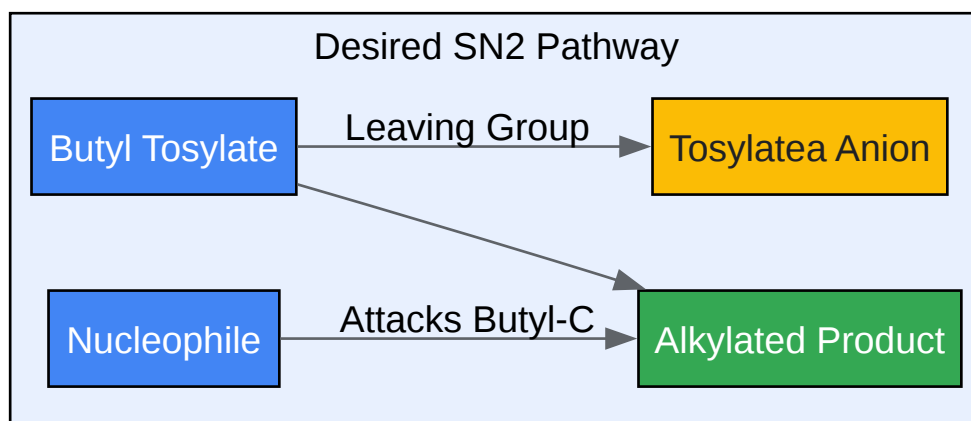 Desired SN2 Pathway
Butyl Tosylate
Leaving Group
Tosylatea Anion
Nucleophile
Attacks Butyl-C
Alkylated Product